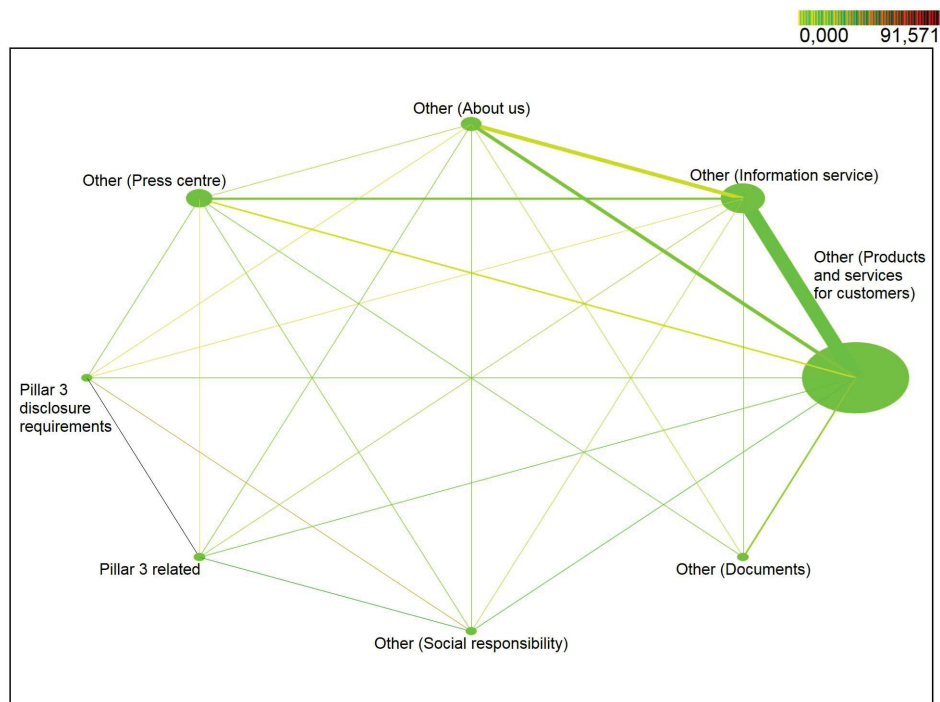 0,000 91,571
Other (About us)
Other (Press centre)
Other (Information service)
Other (Products
and services
for customers)
Pillar 3
disclosure
requirements
Pillar 3 related
Other (Documents)
Other (Social responsibility)